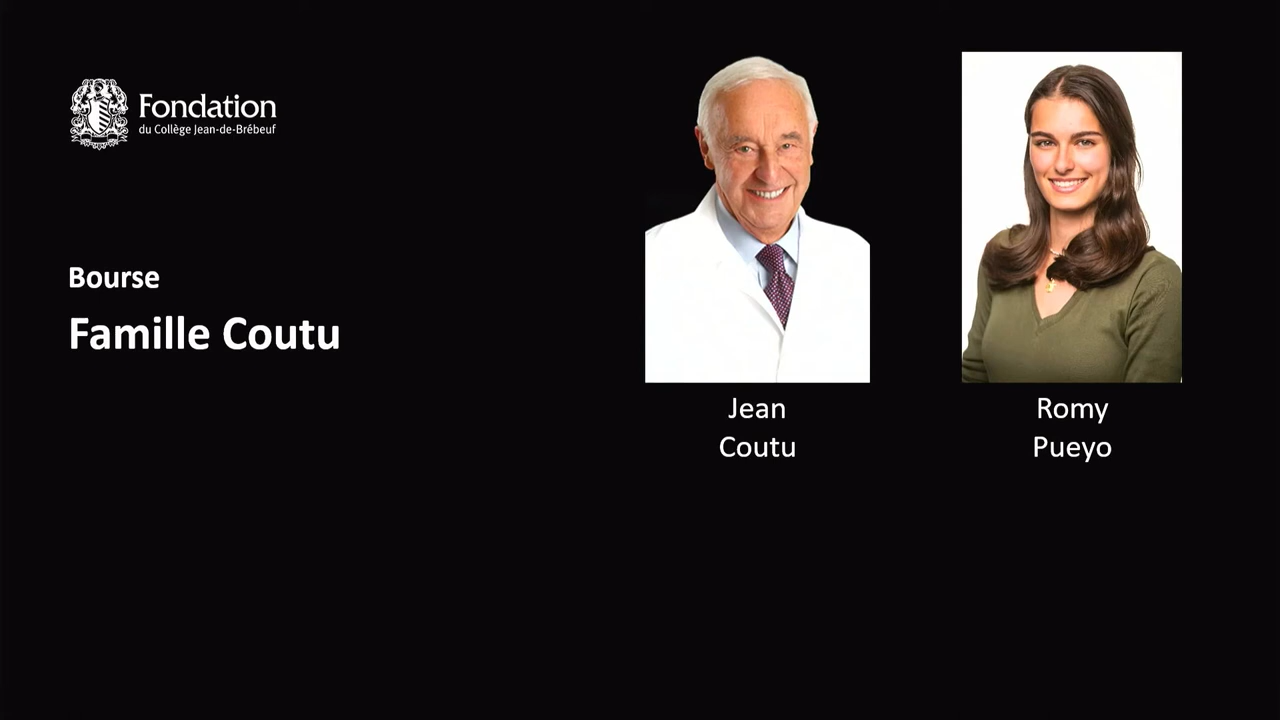 Fondation
du Collège Jean-de-Brébeuf
Bourse
Famille Coutu
Jean
Coutu
Romy
Pueyo